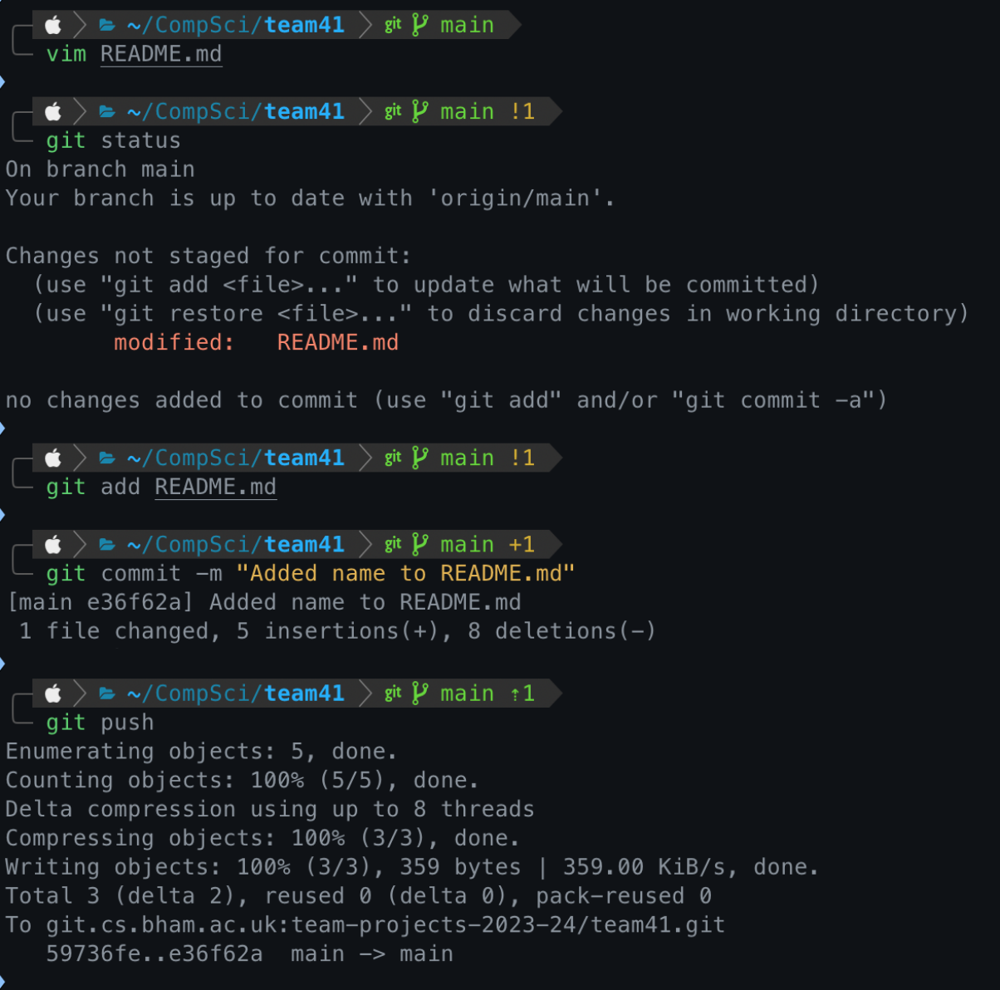 ~/CompSci/team41 git main
vim README.md
~/CompSci/team41 git main !1
git status
On branch main
Your branch is up to date with 'origin/main'.
Changes not staged for commit:
(use "git add <file>..." to update what will be committed)
(use "git restore <file>..." to discard changes in working directory)
modified: README.md
no changes added to commit (use "git add" and/or "git commit -a")
~/CompSci/team41 git main !1
git add README.md
~/CompSci/team41 git main +1
git commit -m "Added name to README.md"
[main e36f62a] Added name to README.md
1 file changed, 5 insertions(+), 8 deletions(-)
~/CompSci/team41 git main ⇡1
git push
Enumerating objects: 5, done.
Counting objects: 100% (5/5), done.
Delta compression using up to 8 threads
Compressing objects: 100% (3/3), done.
Writing objects: 100% (3/3), 359 bytes | 359.00 KiB/s, done.
Total 3 (delta 2), reused 0 (delta 0), pack-reused 0
To git.cs.bham.ac.uk:team-projects-2023-24/team41.git
59736fe..e36f62a main -> main